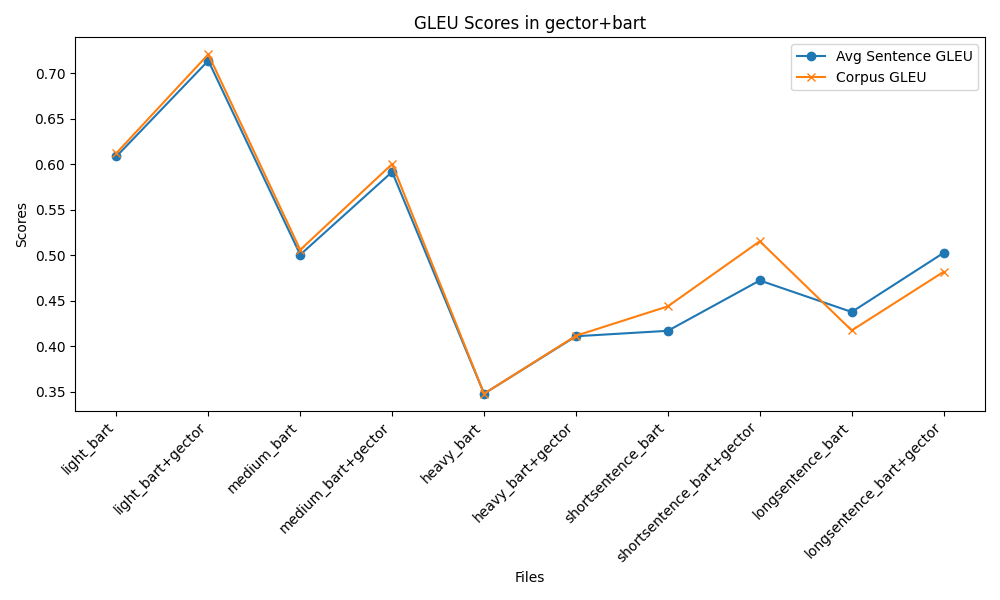 GLEU Scores in gector+bart
Avg Sentence GLEU
Corpus GLEU
Scores
0.70
0.65
0.60
0.55
0.50
0.45
0.40
0.35
light_bart
light_bart+gector
medium_bart
medium_bart+gector
heavy_bart
heavy_bart+gector
shortsentence_bart
shortsentence_bart+gector
longsentence_bart
longsentence_bart+gector
Files